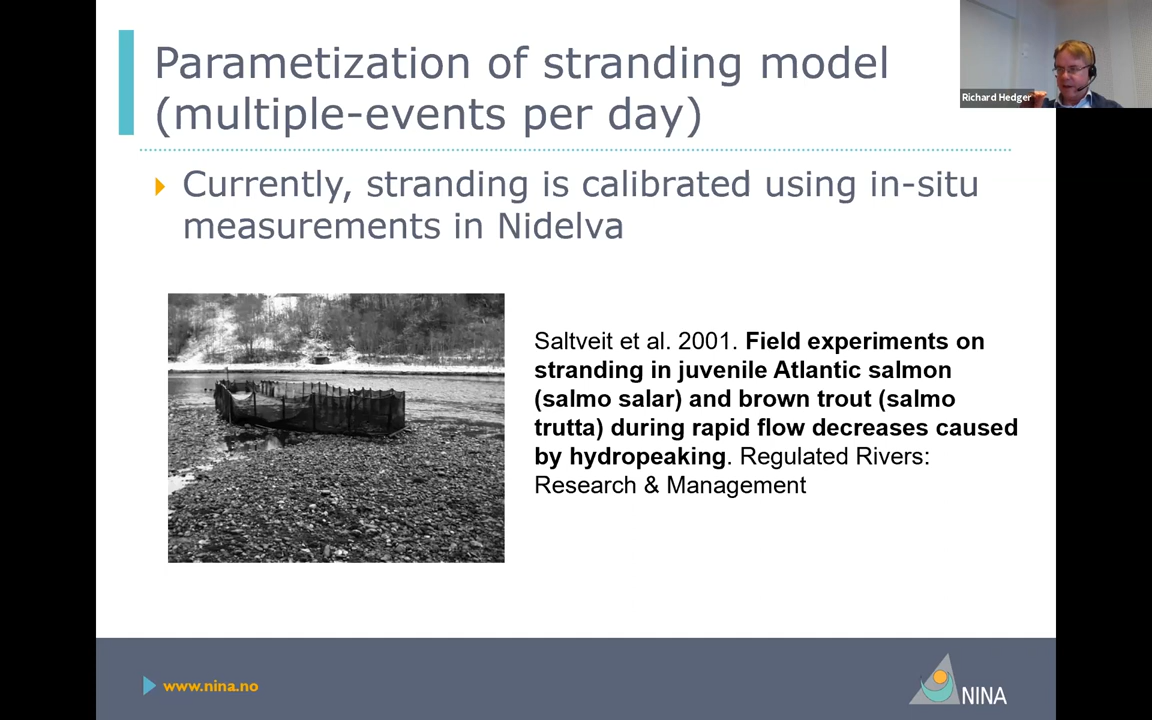 Parametization of stranding model
(multiple-events per day)
Richard Hedger
Currently, stranding is calibrated using in-situ
measurements in Nidelva
Saltveit et al. 2001. Field experiments on
stranding in juvenile Atlantic salmon
(salmo salar) and brown trout (salmo
trutta) during rapid flow decreases caused
by hydropeaking. Regulated Rivers:
Research & Management
www.nina.no
NINA